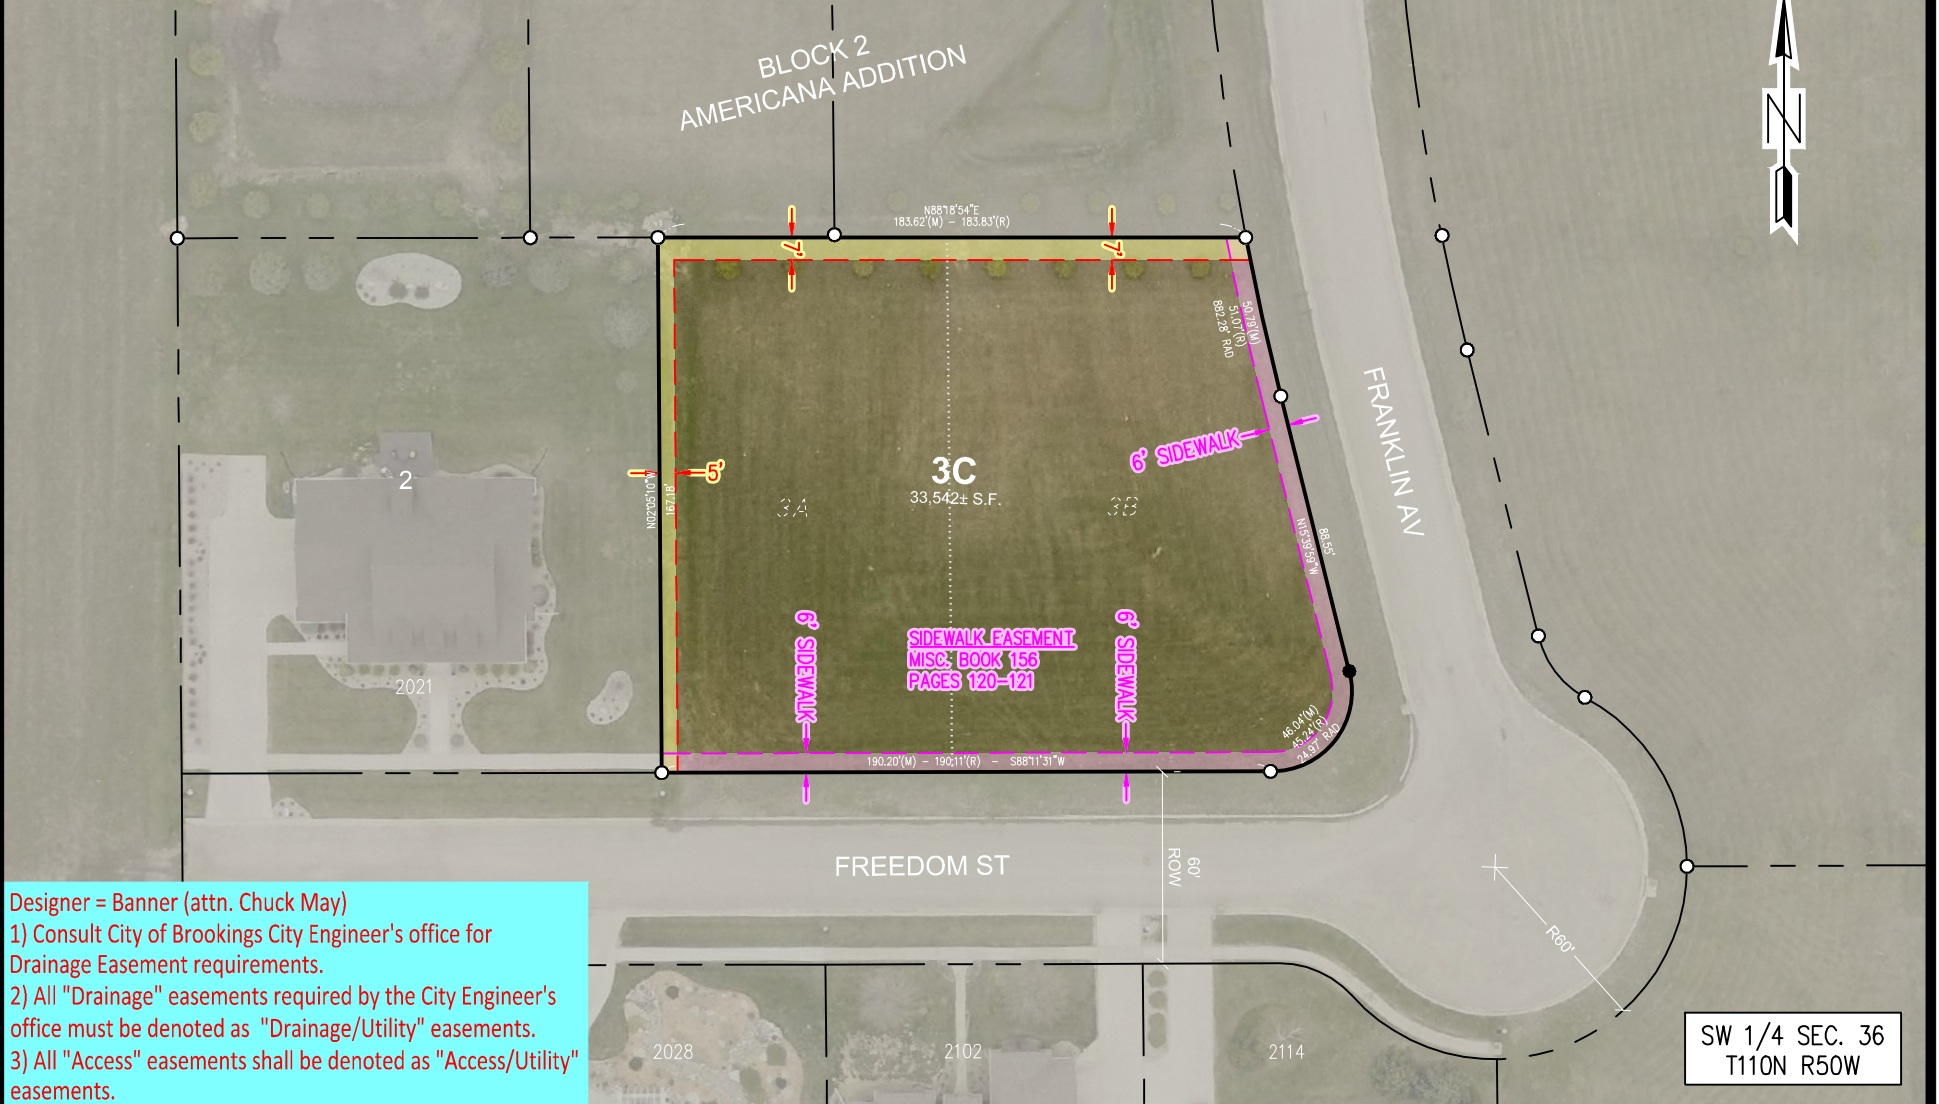 BLOCK 2
AMERICANA ADDITION
N
N88°18'54"E
183.62'(M) - 183.83'(R)
7'
7'
50.79'(M)
51.07'(R)
882.28' RAD
FRANKLIN AV
6' SIDEWALK
2
5'
N02°05'10"W
167.18'
3C
33,542± S.F.
3A
3B
N15°39'59"W
88.55'
6' SIDEWALK
SIDEWALK EASEMENT
MISC. BOOK 156
PAGES 120-121
6' SIDEWALK
2021
46.04'(M)
45.24'(R)
24.97' RAD
190.20'(M) - 190.11'(R) - S88°11'31"W
FREEDOM ST
60'
ROW
R60'
Designer = Banner (attn. Chuck May)
1) Consult City of Brookings City Engineer's office for
Drainage Easement requirements.
2) All "Drainage" easements required by the City Engineer's
office must be denoted as "Drainage/Utility" easements.
3) All "Access" easements shall be denoted as "Access/Utility"
easements.
2028
2102
2114
SW 1/4 SEC. 36
T110N R50W